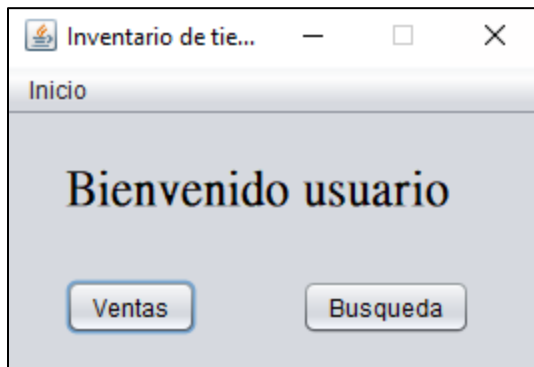 Inventario de tie...
Inicio
Bienvenido usuario
Ventas
Busqueda